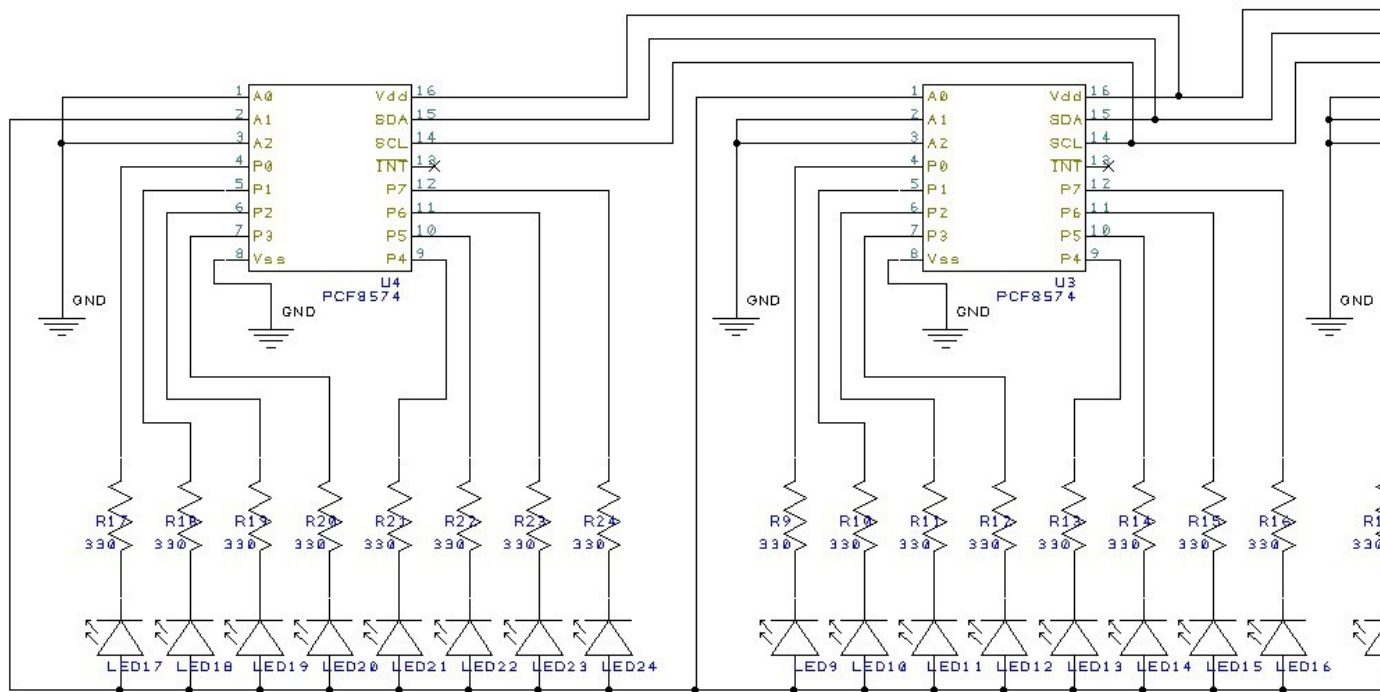 1 A0 Vdd 16 1 A0 Vdd 16
2 A1 SDA 15 2 A1 SDA 15
3 A2 SCL 14 3 A2 SCL 14
4 P0 INT 13 4 P0 INT 13
5 P1 P7 12 5 P1 P7 12
6 P2 P6 11 6 P2 P6 11
7 P3 P5 10 7 P3 P5 10
8 Vss P4 9 8 Vss P4 9
U4 U3
PCF8574 PCF8574
GND GND GND
GND GND
R17 R18 R19 R20 R21 R22 R23 R24 R9 R10 R11 R12 R13 R14 R15 R16
330 330 330 330 330 330 330 330 330 330 330 330 330 330 330 330 330
LED17 LED18 LED19 LED20 LED21 LED22 LED23 LED24 LED9 LED10 LED11 LED12 LED13 LED14 LED15 LED16